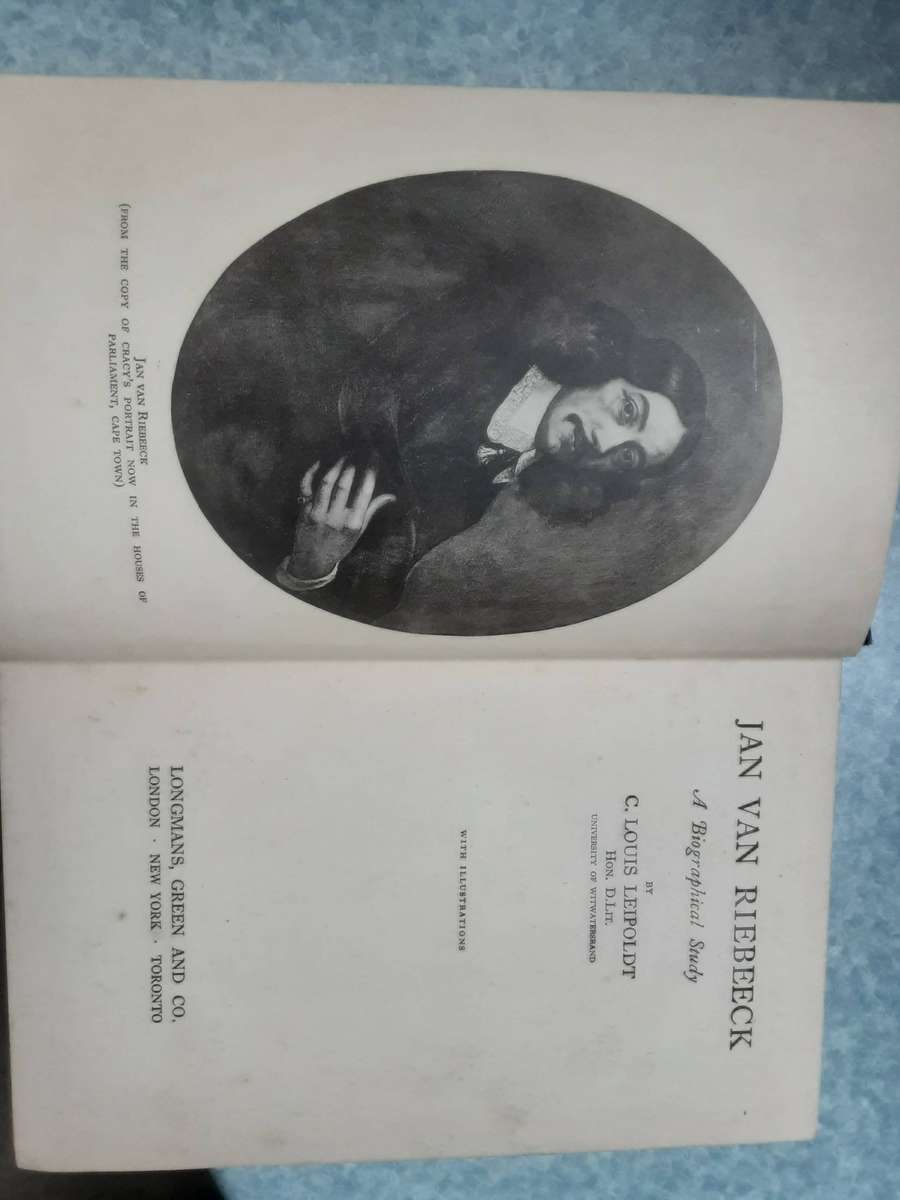 JAN VAN RIEBEECK
(FROM THE COPY OF CRACY'S PORTRAIT NOW IN THE HOUSES OF
PARLIAMENT, CAPE TOWN)
JAN VAN RIEBEECK
A Biographical Study
BY
C. LOUIS LEIPOLDT
HON. D.LIT.
UNIVERSITY OF WITWATERSRAND
WITH ILLUSTRATIONS
LONGMANS, GREEN AND CO.
LONDON · NEW YORK · TORONTO